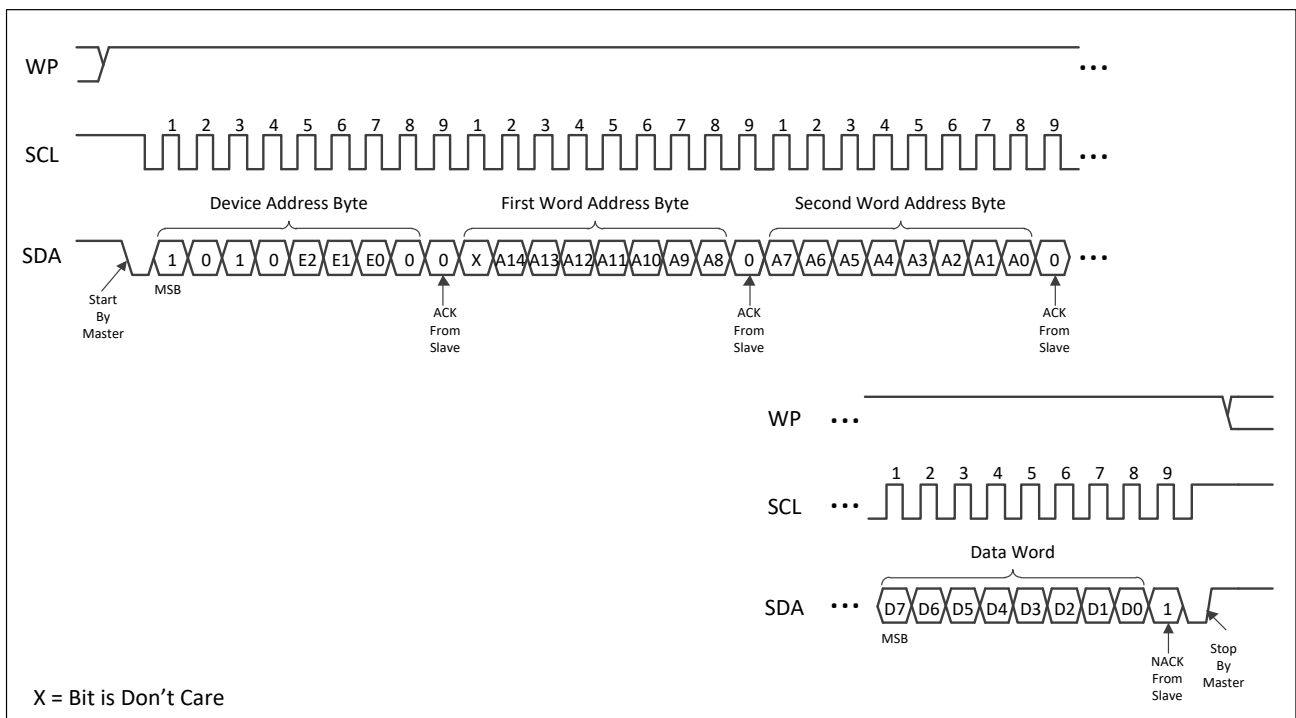 WP
...
1 2 3 4 5 6 7 8 9 1 2 3 4 5 6 7 8 9 1 2 3 4 5 6 7 8 9
SCL
...
Device Address Byte First Word Address Byte Second Word Address Byte
SDA 1 0 1 0 E2 E1 E0 0 0 X A14 A13 A12 A11 A10 A9 A8 0 A7 A6 A5 A4 A3 A2 A1 A0 0 ...
MSB
Start
By
Master
ACK
From
Slave
ACK
From
Slave
ACK
From
Slave
WP ...
1 2 3 4 5 6 7 8 9
SCL ...
Data Word
SDA ... D7 D6 D5 D4 D3 D2 D1 D0 1
MSB
NACK
From
Slave
Stop
By
Master
X = Bit is Don't Care